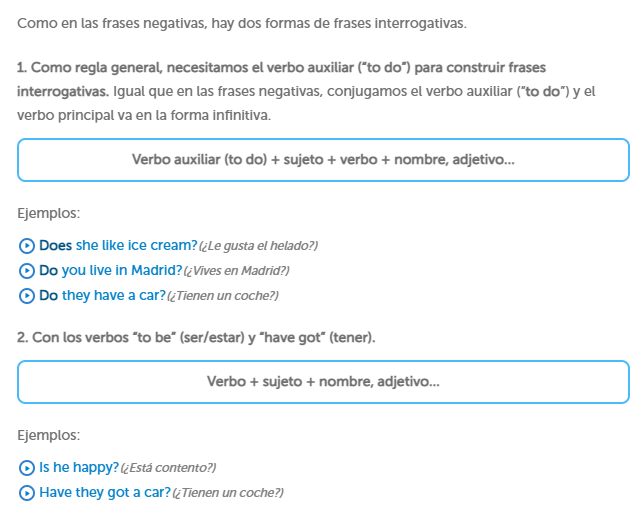 Como en las frases negativas, hay dos formas de frases interrogativas.
1. Como regla general, necesitamos el verbo auxiliar (“to do”) para construir frases
interrogativas. Igual que en las frases negativas, conjugamos el verbo auxiliar (“to do”) y el
verbo principal va en la forma infinitiva.
Verbo auxiliar (to do) + sujeto + verbo + nombre, adjetivo…
Ejemplos:
Does she like ice cream? (¿Le gusta el helado?)
Do you live in Madrid? (¿Vives en Madrid?)
Do they have a car? (¿Tienen un coche?)
2. Con los verbos “to be” (ser/estar) y “have got” (tener).
Verbo + sujeto + nombre, adjetivo…
Ejemplos:
Is he happy? (¿Está contento?)
Have they got a car? (¿Tienen un coche?)